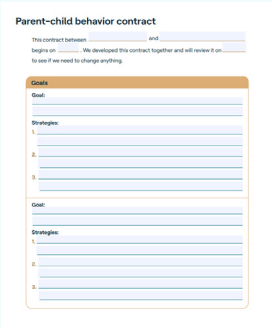 Parent-child behavior contract
This contract between and
begins on . We developed this contract together and will review it on
to see if we need to change anything.
Goals
Goal:
Strategies:
1.
2.
3.
Goal:
Strategies:
1.
2.
3.